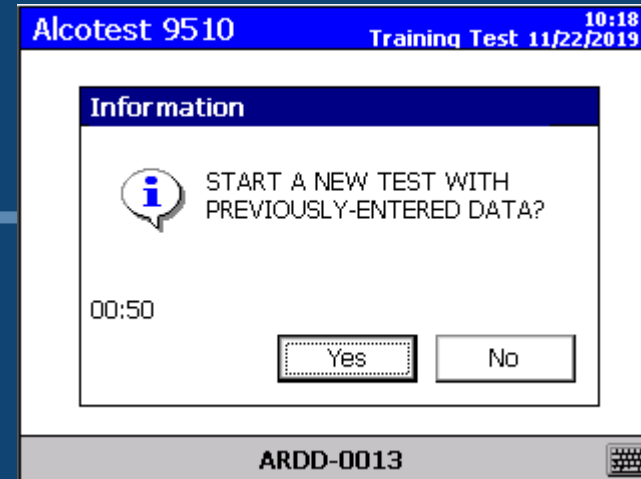 Alcotest 9510
10:18
Training Test 11/22/2019
Information
START A NEW TEST WITH
PREVIOUSLY-ENTERED DATA?
00:50
Yes No
ARDD-0013